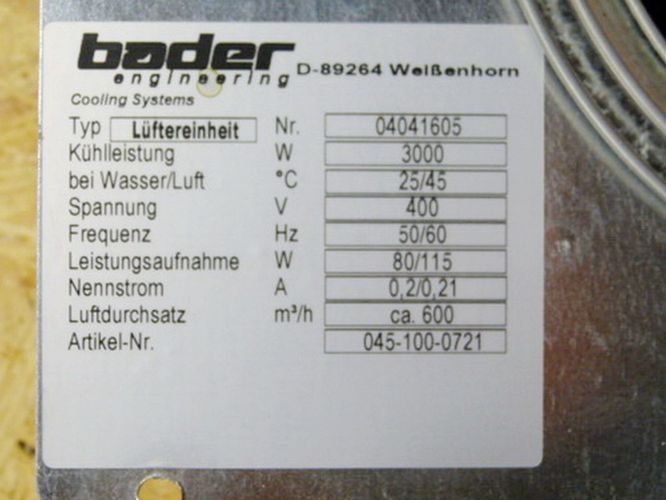 bader
engineering D-89264 Weißenhorn
Cooling Systems
Typ Lüftereinheit Nr. 04041605
Kühlleistung W 3000
bei Wasser/Luft °C 25/45
Spannung V 400
Frequenz Hz 50/60
Leistungsaufnahme W 80/115
Nennstrom A 0,2/0,21
Luftdurchsatz m³/h ca. 600
Artikel-Nr. 045-100-0721